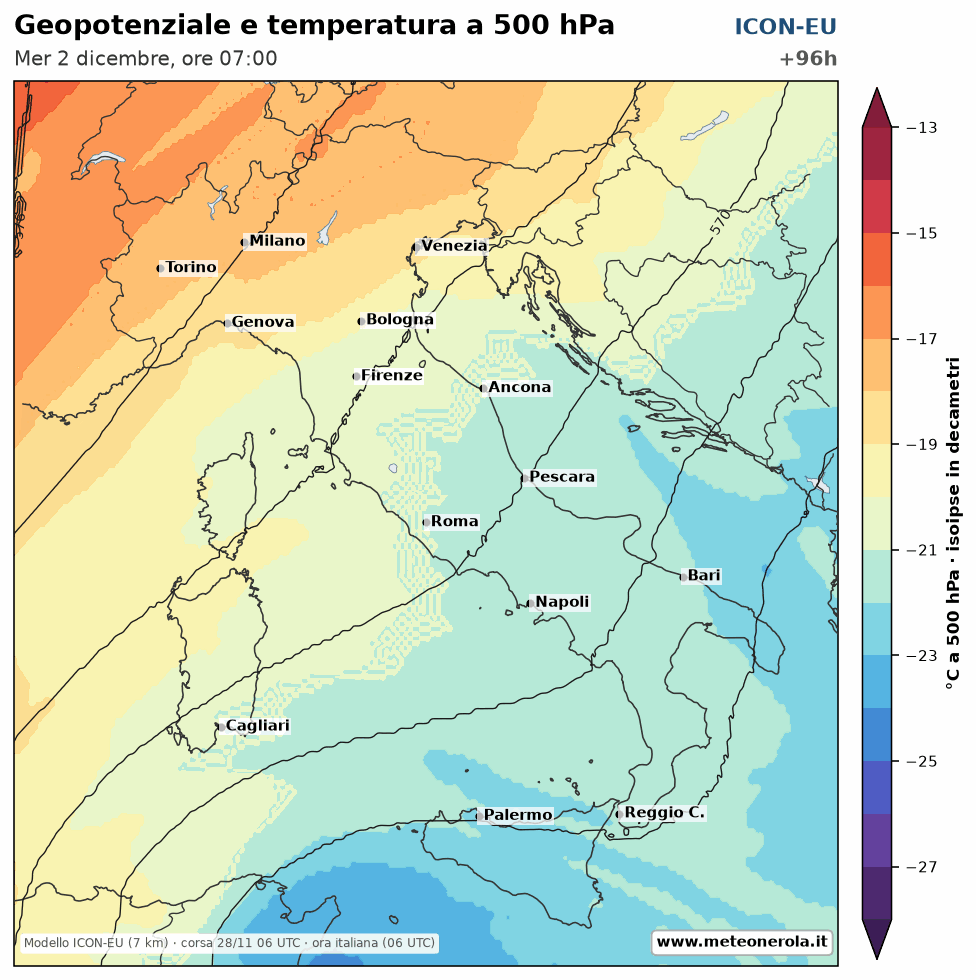 Geopotenziale e temperatura a 500 hPa
ICON-EU
Mer 2 dicembre, ore 07:00
+96h
570
Milano
Venezia
Torino
Genova
Bologna
Firenze
Ancona
Pescara
Roma
Bari
Napoli
Cagliari
Palermo
Reggio C.
−13
−15
−17
−19
−21
−23
−25
−27
°C a 500 hPa · isoipse in decametri
Modello ICON-EU (7 km) · corsa 28/11 06 UTC · ora italiana (06 UTC)
www.meteonerola.it